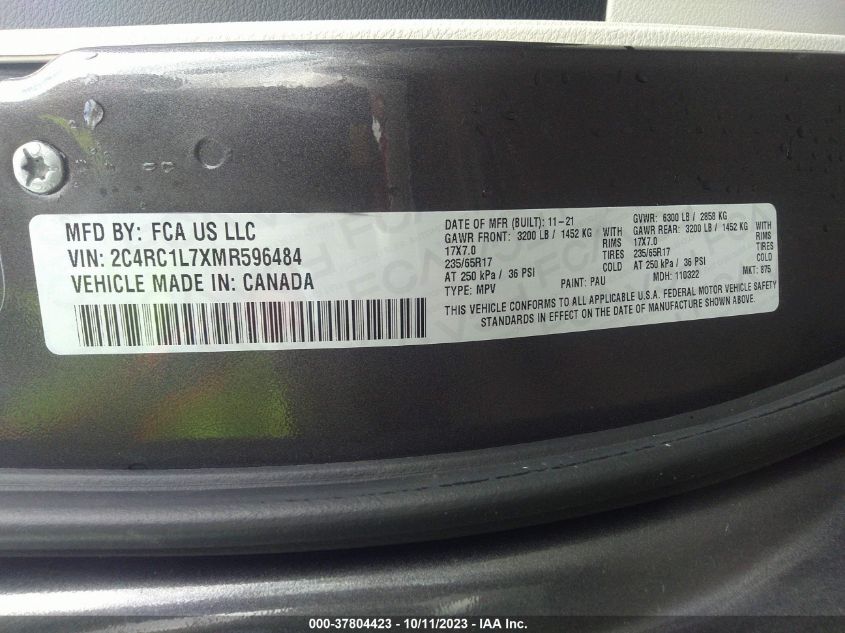 MFD BY: FCA US LLC
VIN: 2C4RC1L7XMR596484
VEHICLE MADE IN: CANADA
DATE OF MFR (BUILT): 11-21 GVWR: 6300 LB / 2858 KG
GAWR FRONT: 3200 LB / 1452 KG WITH GAWR REAR: 3200 LB / 1452 KG WITH
17X7.0 RIMS 17X7.0 RIMS
235/65R17 TIRES 235/65R17 TIRES
AT 250 kPa / 36 PSI COLD AT 250 kPa / 36 PSI COLD
TYPE: MPV PAINT: PAU MDH: 110322 MKT: 875
THIS VEHICLE CONFORMS TO ALL APPLICABLE U.S.A. FEDERAL MOTOR VEHICLE SAFETY
STANDARDS IN EFFECT ON THE DATE OF MANUFACTURE SHOWN ABOVE.
000-37804423 - 10/11/2023 - IAA Inc.